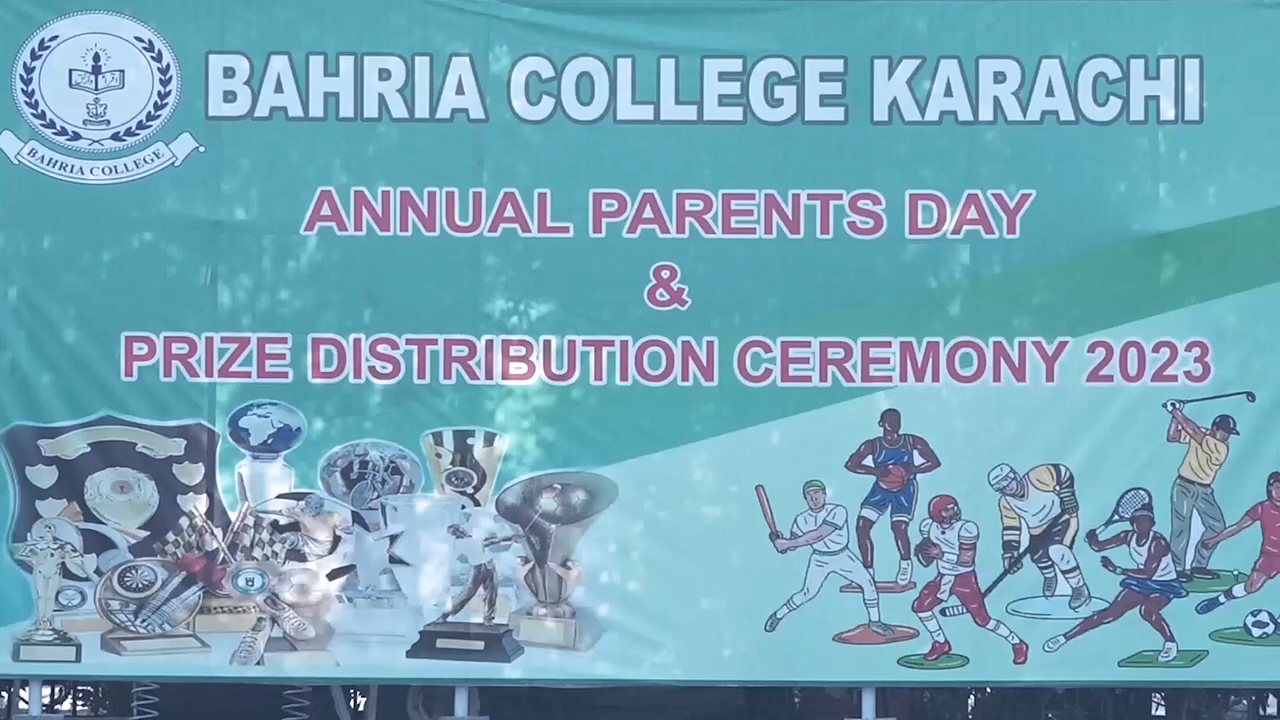 BAHRIA COLLEGE KARACHI
BAHRIA COLLEGE
ANNUAL PARENTS DAY
&
PRIZE DISTRIBUTION CEREMONY 2023